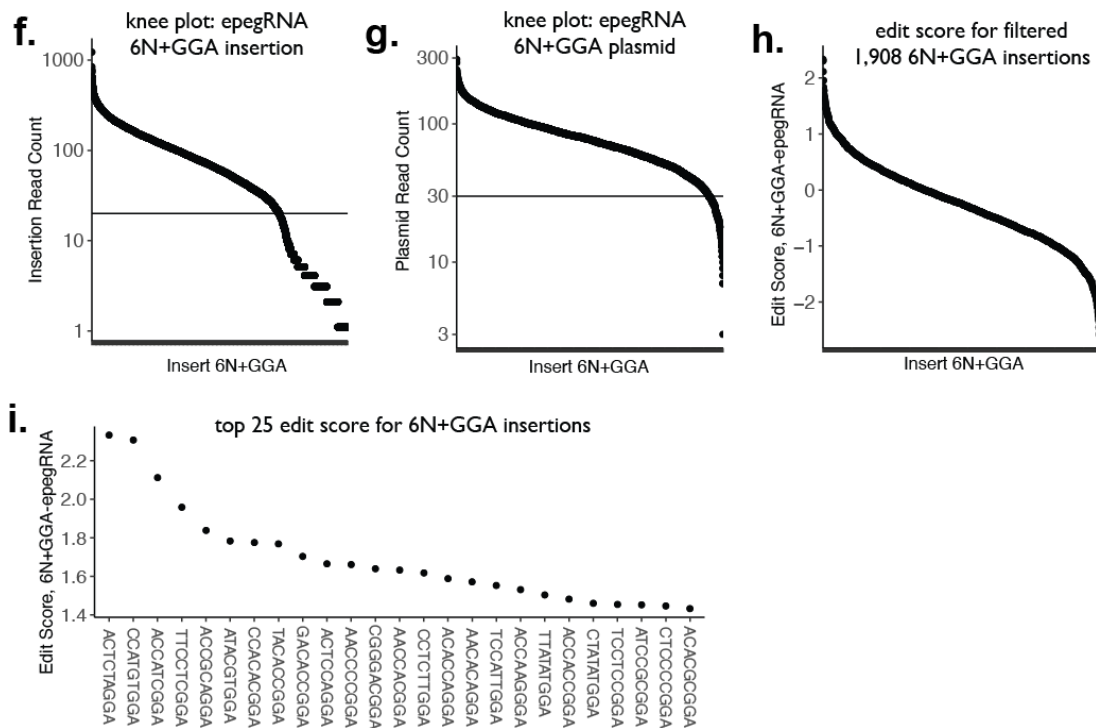 f.
knee plot: epegRNA
6N+GGA insertion
Insertion Read Count
1000
100
10
1
Insert 6N+GGA
g.
knee plot: epegRNA
6N+GGA plasmid
Plasmid Read Count
300
100
30
10
3
Insert 6N+GGA
h.
edit score for filtered
1,908 6N+GGA insertions
Edit Score, 6N+GGA-epegRNA
2
1
0
−1
−2
Insert 6N+GGA
i.
top 25 edit score for 6N+GGA insertions
Edit Score, 6N+GGA-epegRNA
2.2
2.0
1.8
1.6
1.4
ACTCTAGGA
CCATGTGGA
ACCATCGGA
TTCCTCGGA
ACCGCAGGA
ATACGTGGA
CCACACGGA
TACACCGGA
GACACCGGA
ACTCCAGGA
AACCCCGGA
CGGGACGGA
AACCACGGA
CCTCTTGGA
ACACCAGGA
AACACAGGA
TCCATTGGA
ACCAAGGGA
TTATATGGA
ACCACCGGA
CTATATGGA
TCCTCCGGA
ATCCGCGGA
CTCCCCGGA
ACACGCGGA